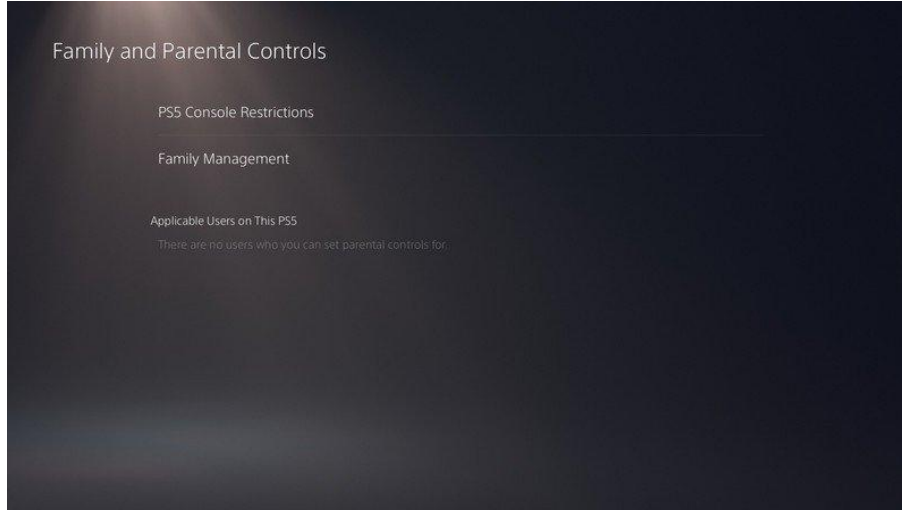 Family and Parental Controls
PS5 Console Restrictions
Family Management
Applicable Users on This PS5
There are no users who you can set parental controls for.